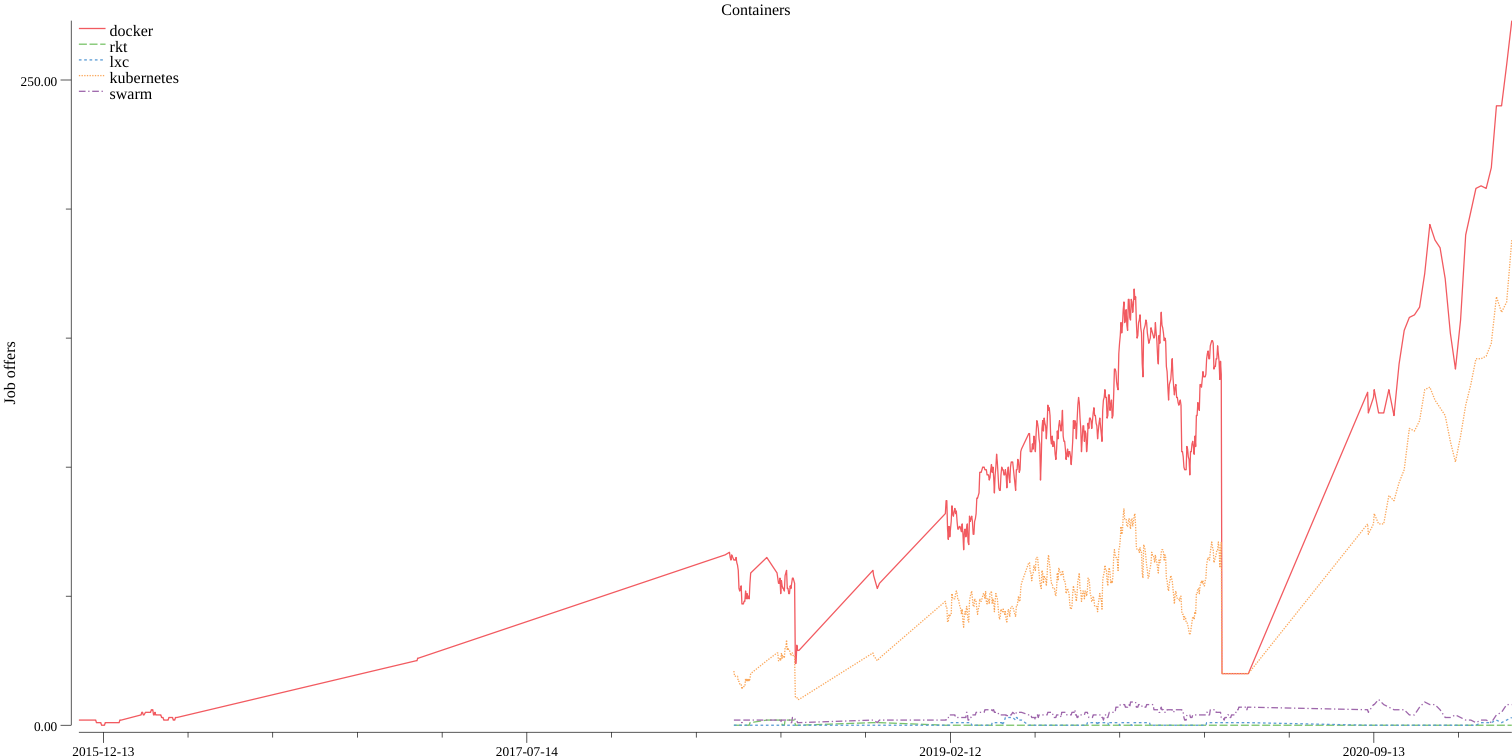 Containers
docker
rkt
lxc
kubernetes
swarm
250.00
Job offers
0.00
2015-12-13
2017-07-14
2019-02-12
2020-09-13